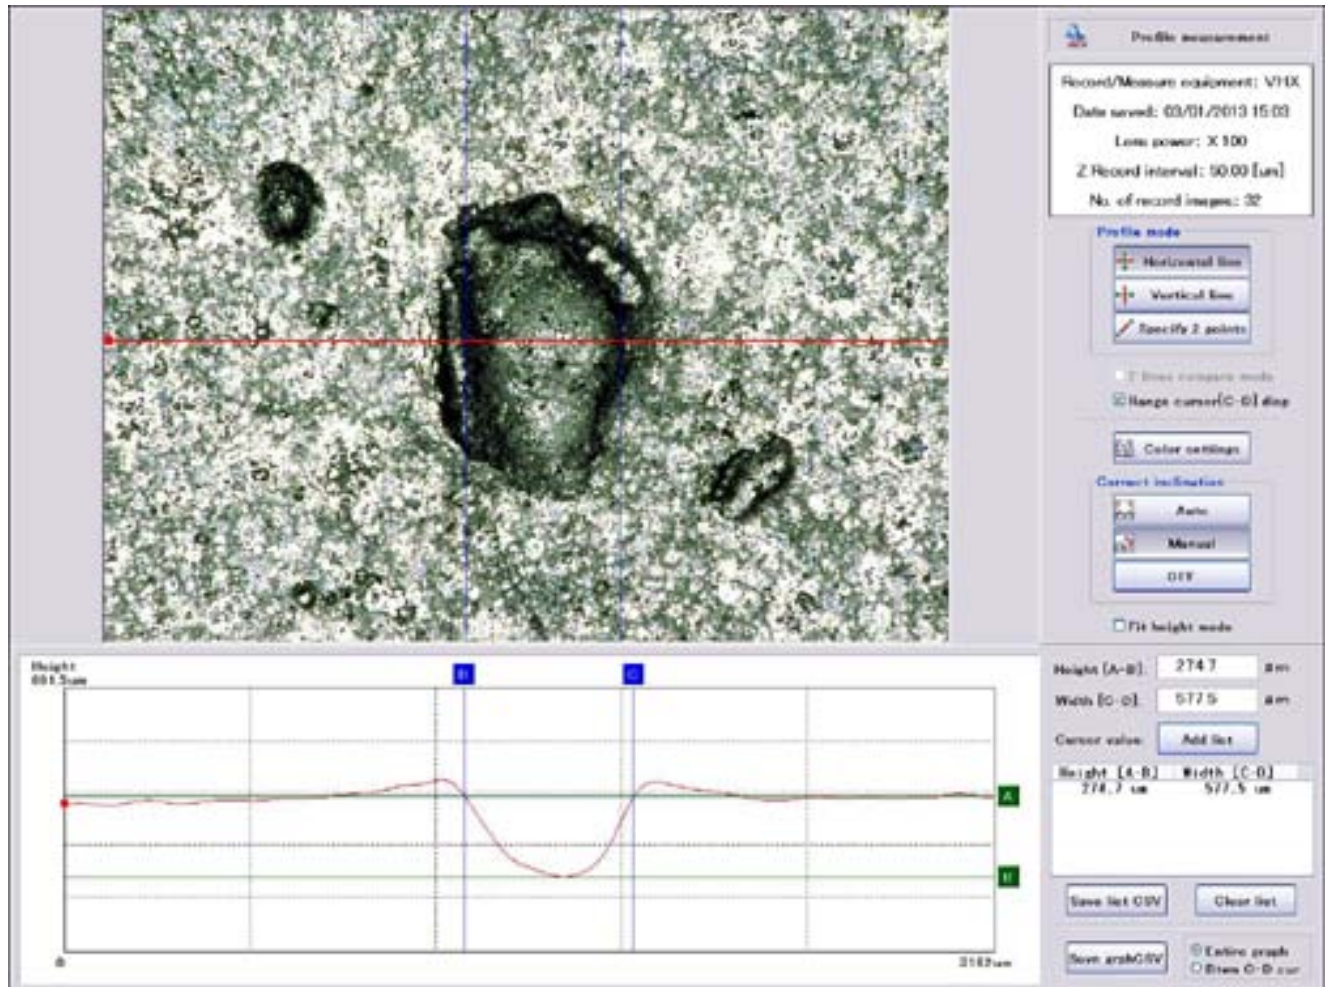 Profile measurement
Record/Measure equipment: VHX
Date saved: 03/01/2013 15:03
Lens power: X 100
Z Record interval: 50.00 [um]
No. of record images: 32
Profile mode
Horizontal line
Vertical line
Specify 2 points
Range cursor[C-D] disp
Color settings
Correct inclination
Auto
Manual
OFF
Fit height mode
Height
A
0
Height [A-B]: 274.7 um
Width [C-D]: 577.5 um
Cursor value: Add list
Height [A-B] Width [C-D]
274.7 um 577.5 um
Save list CSV Clear list
Entire graph